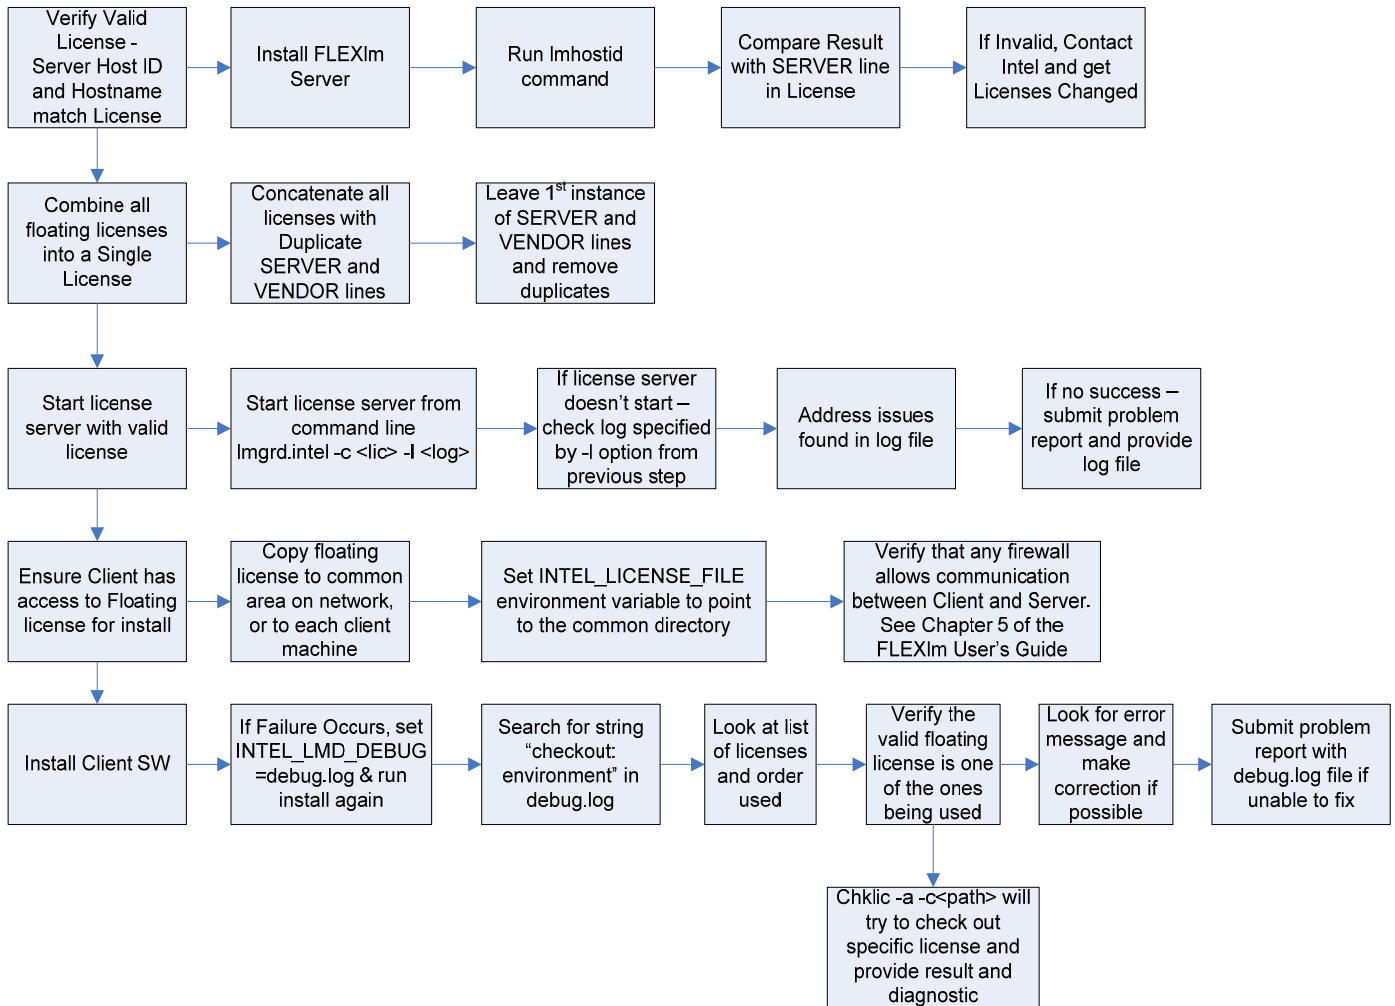 Verify Valid
License -
Server Host ID
and Hostname
match License
Install FLEXlm
Server
Run lmhostid
command
Compare Result
with SERVER line
in License
If Invalid, Contact
Intel and get
Licenses Changed
Combine all
floating licenses
into a Single
License
Concatenate all
licenses with
Duplicate
SERVER and
VENDOR lines
Leave 1st instance
of SERVER and
VENDOR lines
and remove
duplicates
Start license
server with valid
license
Start license server from
command line
lmgrd.intel -c <lic> -l <log>
If license server
doesn't start –
check log specified
by -l option from
previous step
Address issues
found in log file
If no success –
submit problem
report and provide
log file
Ensure Client has
access to Floating
license for install
Copy floating
license to common
area on network,
or to each client
machine
Set INTEL_LICENSE_FILE
environment variable to point
to the common directory
Verify that any firewall
allows communication
between Client and Server.
See Chapter 5 of the
FLEXlm User's Guide
Install Client SW
If Failure Occurs, set
INTEL_LMD_DEBUG
=debug.log & run
install again
Search for string
“checkout:
environment” in
debug.log
Look at list
of licenses
and order
used
Verify the
valid floating
license is one
of the ones
being used
Look for error
message and
make
correction if
possible
Submit problem
report with
debug.log file if
unable to fix
Chklic -a -c<path> will
try to check out
specific license and
provide result and
diagnostic